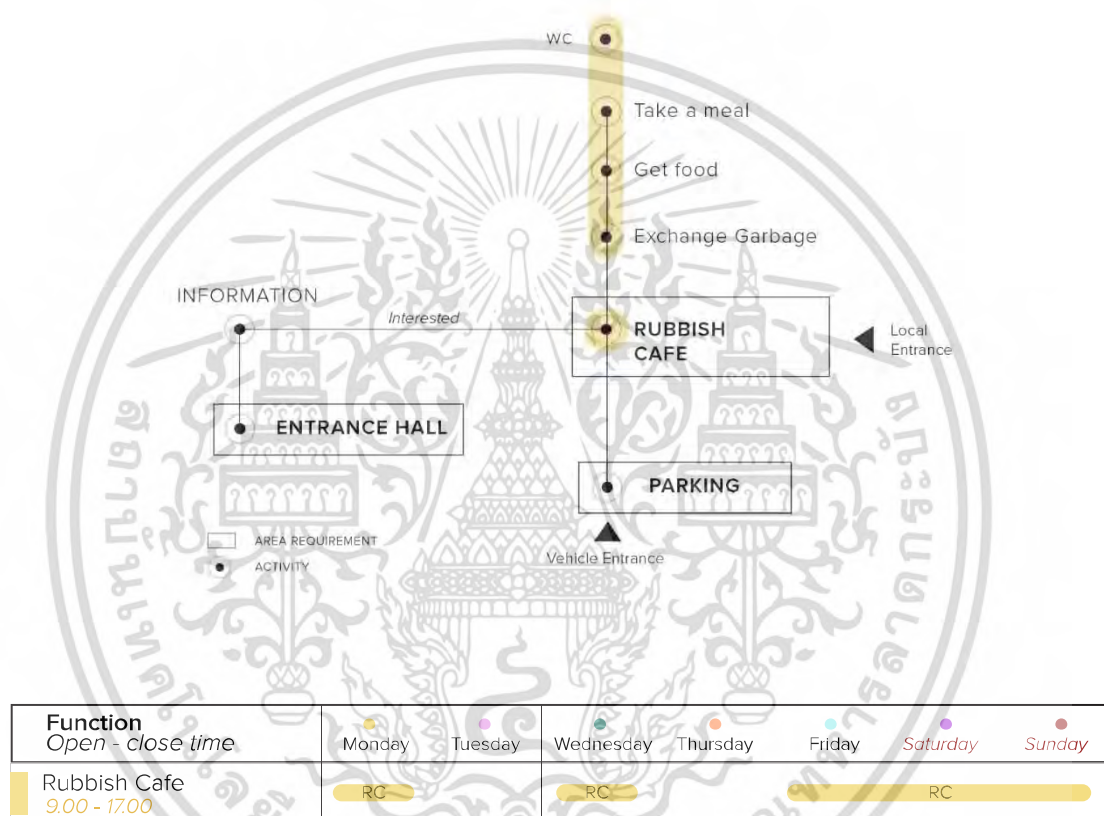 WC
Take a meal
Get food
Exchange Garbage
INFORMATION
Interested
RUBBISH
CAFE
Local
Entrance
ENTRANCE HALL
PARKING
AREA REQUIREMENT
ACTIVITY
Vehicle Entrance
Function
Open - close time
Monday Tuesday Wednesday Thursday Friday Saturday Sunday
Rubbish Cafe
9.00 - 17.00
RC RC RC